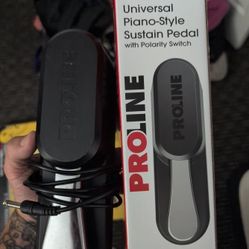 Universal
Piano-Style
Sustain Pedal
with Polarity Switch
PROLINE
PROLINE
PROLINE